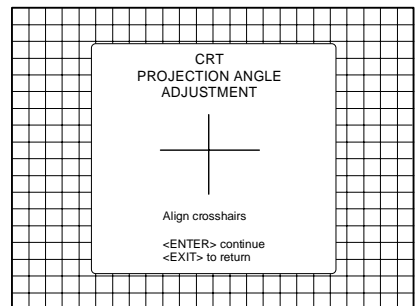 CRT
PROJECTION ANGLE
ADJUSTMENT
Align crosshairs
<ENTER> continue
<EXIT> to return